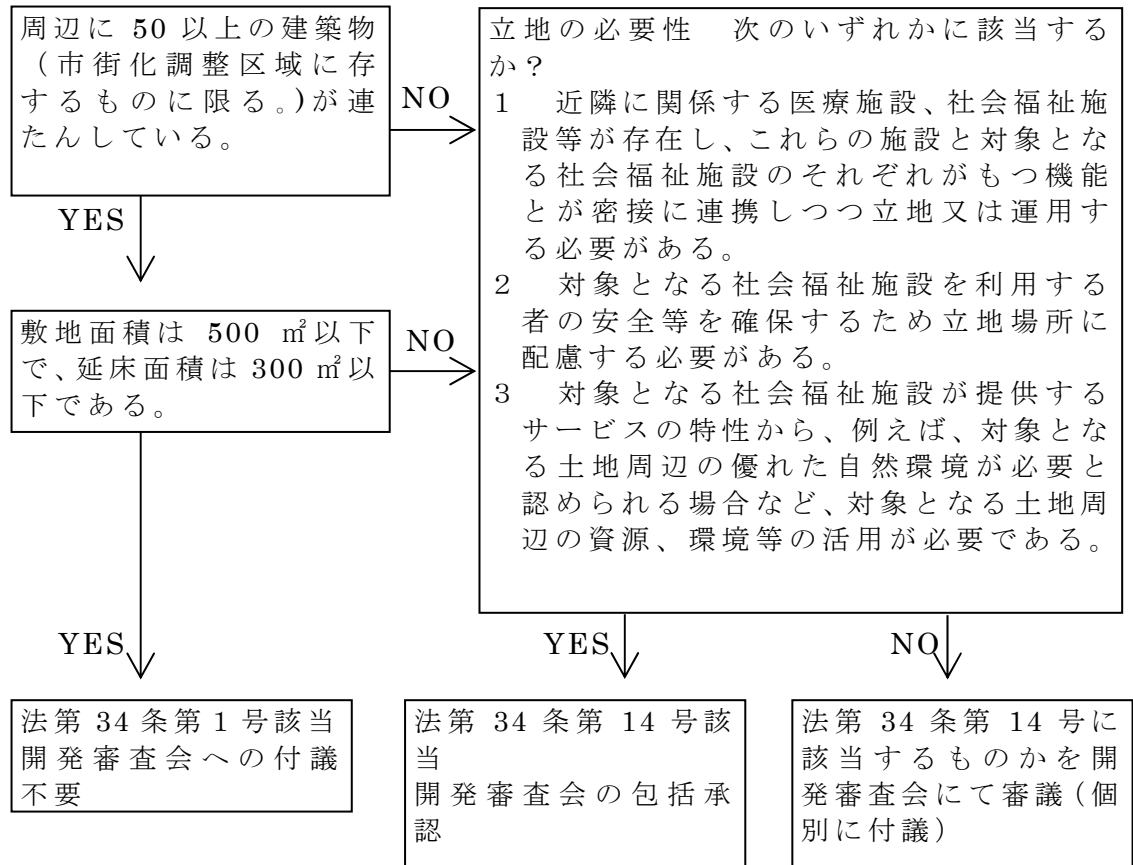 周辺に 50 以上の建築物
（市街化調整区域に存
するものに限る。)が連
たんしている。
NO
YES
敷地面積は 500 ㎡以下
で、延床面積は 300 ㎡以
下である。
NO
立地の必要性　次のいずれかに該当する
か？
1　近隣に関係する医療施設、社会福祉施
設等が存在し、これらの施設と対象とな
る社会福祉施設のそれぞれがもつ機能
とが密接に連携しつつ立地又は運用す
る必要がある。
2　対象となる社会福祉施設を利用する
者の安全等を確保するため立地場所に
配慮する必要がある。
3　対象となる社会福祉施設が提供する
サービスの特性から、例えば、対象とな
る土地周辺の優れた自然環境が必要と
認められる場合など、対象となる土地周
辺の資源、環境等の活用が必要である。
YES
YES
NO
法第 34 条第 1 号該当
開発審査会への付議
不要
法第 34 条第 14 号該
当
開発審査会の包括承
認
法第 34 条第 14 号に
該当するものかを開
発審査会にて審議（個
別に付議）